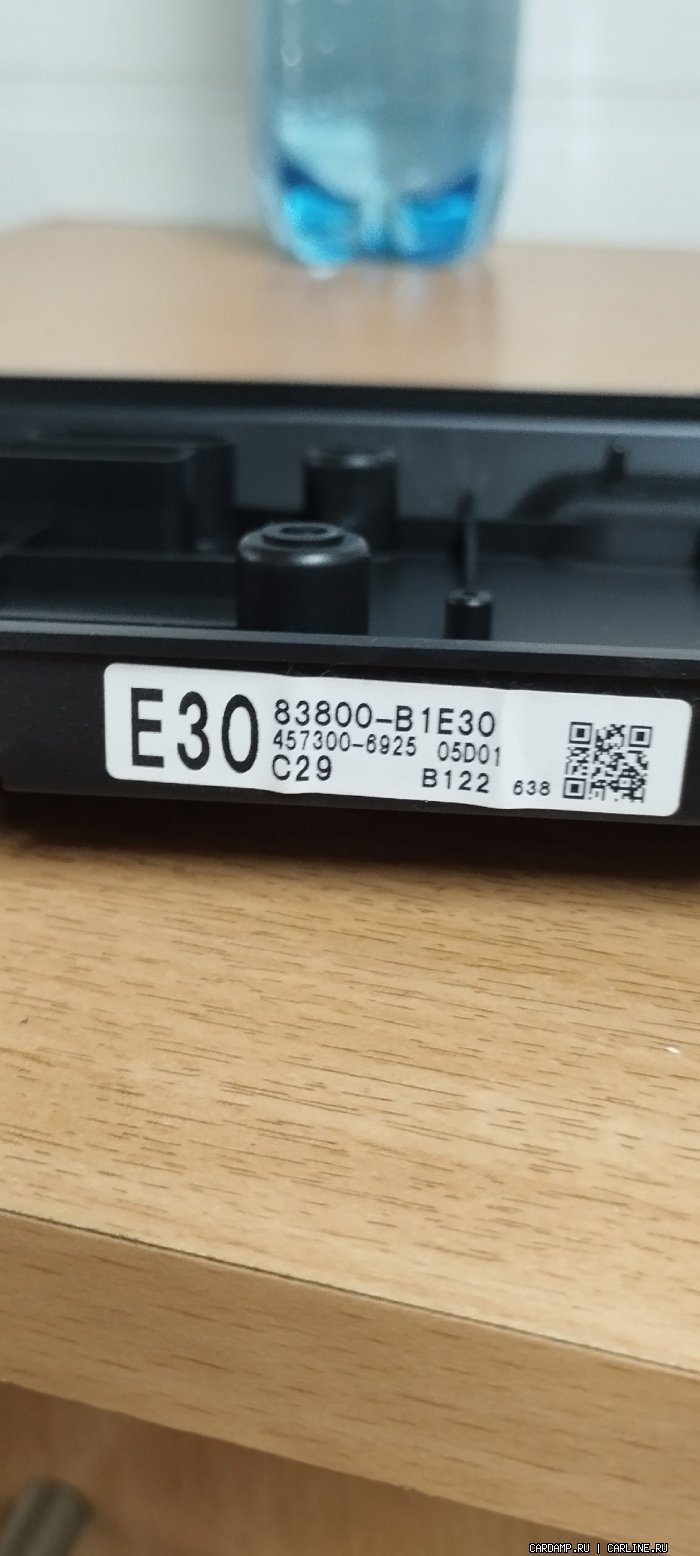 E30
83800-B1E30
457300-6925 05D01
C29 B122 638
CARDAMP.RU | CARLINE.RU